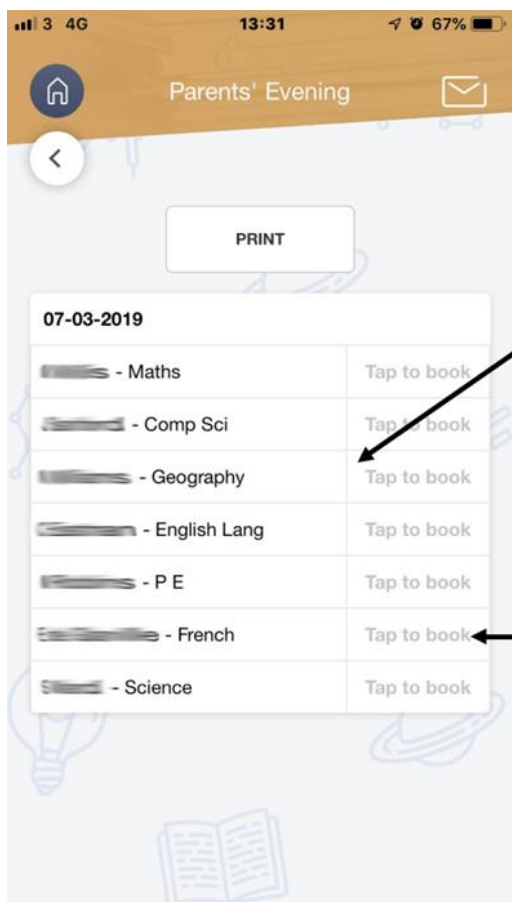 3 4G 13:31 67%
Parents' Evening
PRINT
07-03-2019
- Maths Tap to book
- Comp Sci Tap to book
- Geography Tap to book
- English Lang Tap to book
- P E Tap to book
- French Tap to book
- Science Tap to book